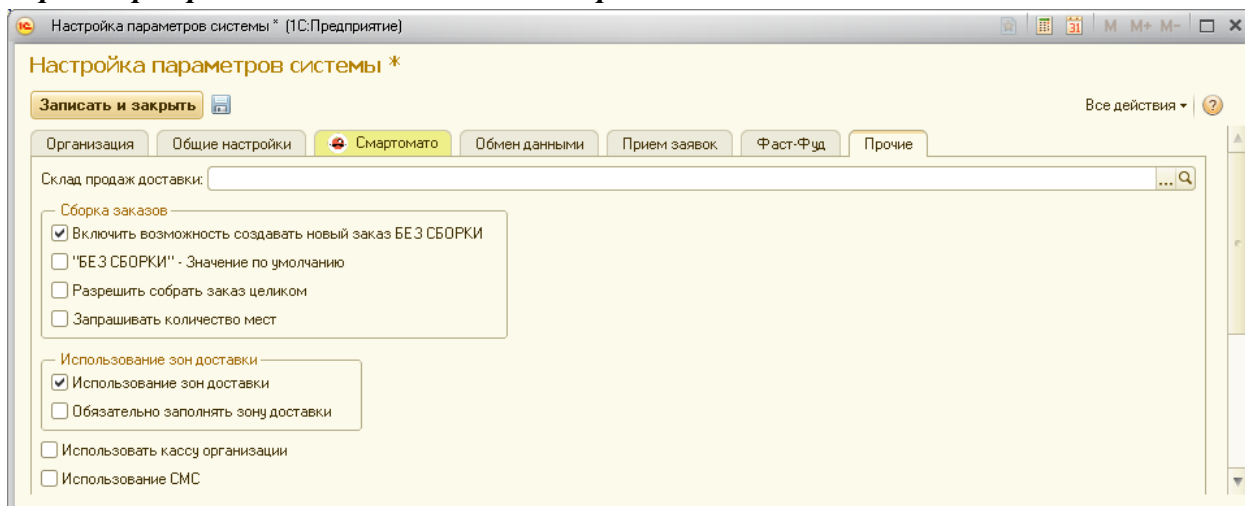 Настройка параметров системы * (1С:Предприятие)
M M+ M-
Настройка параметров системы *
Записать и закрыть
Все действия
?
Организация Общие настройки Смартомато Обмен данными Прием заявок Фаст-Фуд Прочие
Склад продаж доставки: ...
Сборка заказов
Включить возможность создавать новый заказ БЕЗ СБОРКИ
"БЕЗ СБОРКИ" - Значение по умолчанию
Разрешить собрать заказ целиком
Запрашивать количество мест
Использование зон доставки
Использование зон доставки
Обязательно заполнять зону доставки
Использовать кассу организации
Использование СМС